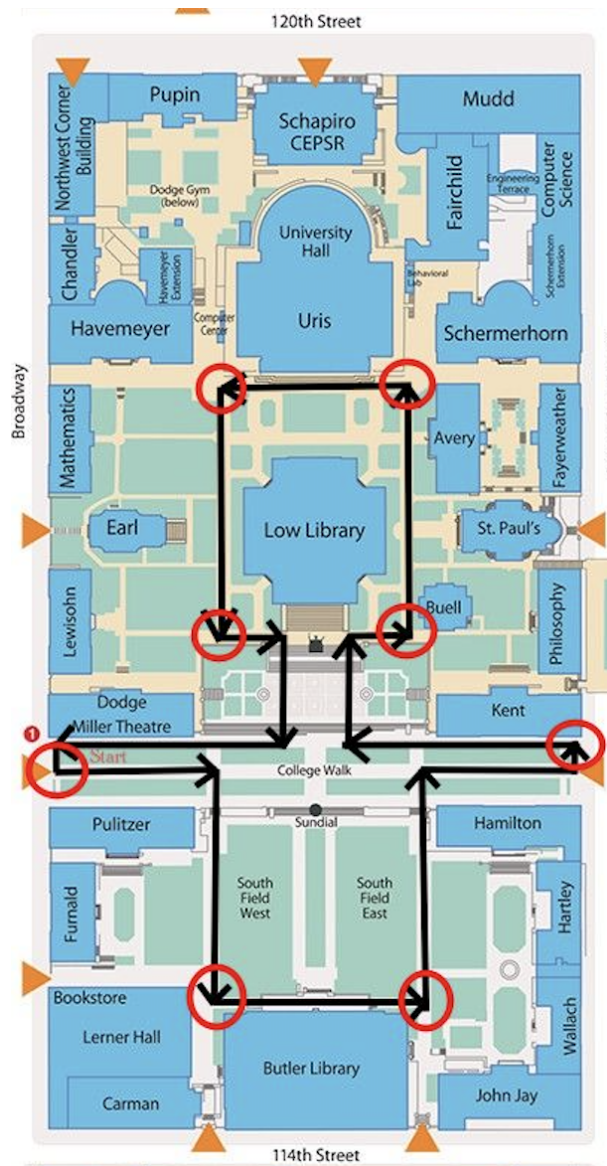 120th Street
Pupin
Schapiro
CEPSR
Mudd
Northwest Corner
Building
Dodge Gym
(below)
Fairchild
Engineering
Terrace
Computer
Science
University
Hall
Chandler
Havemeyer
Extension
Behavioral
Lab
Schermerhorn
Extension
Computer
Center
Uris
Havemeyer
Schermerhorn
Broadway
Mathematics
Avery
Fayerweather
Earl
Low Library
St. Paul's
Lewisohn
Buell
Philosophy
Dodge
Miller Theatre
Kent
1
Start
College Walk
Pulitzer
Sundial
Hamilton
Furnald
South
Field
West
South
Field
East
Hartley
Bookstore
Lerner Hall
Wallach
Butler Library
Carman
John Jay
114th Street